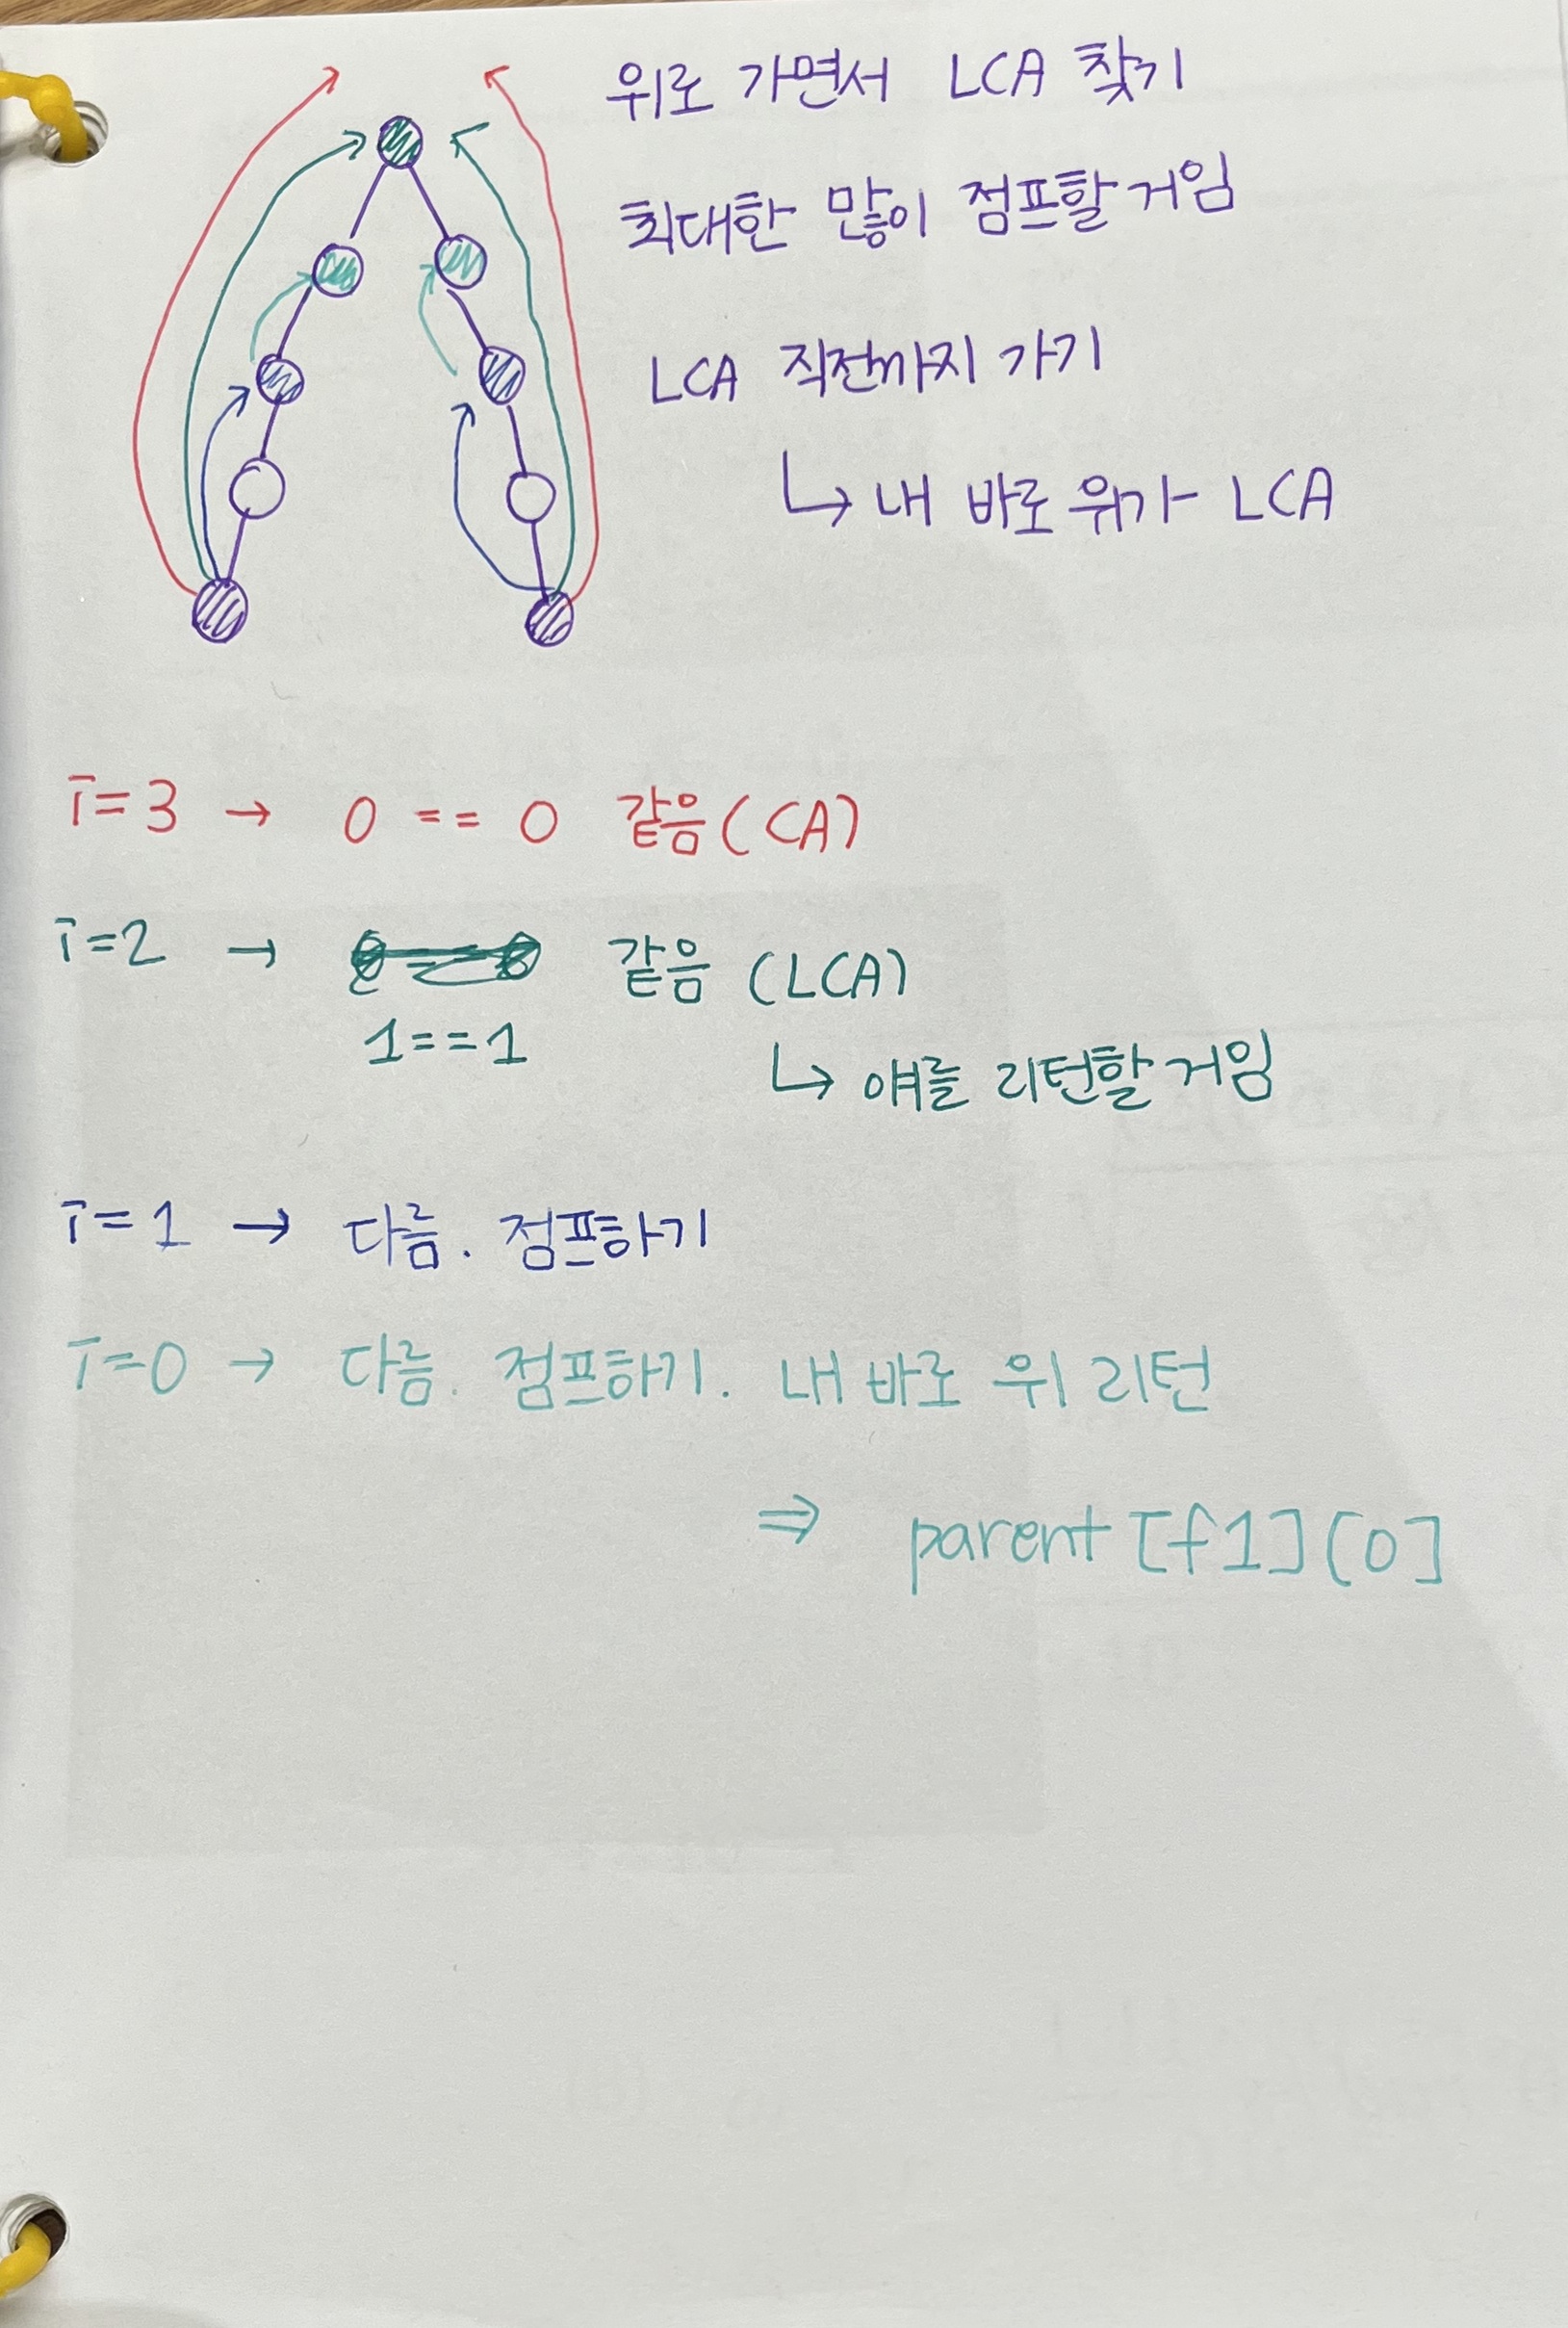 위로 가면서 LCA 찾기
최대한 많이 점프할거임
LCA 직전까지 가기
↳ 내 바로 위가 LCA
i=3 → 0 == 0 같음(CA)
i=2 → 같음 (LCA)
1==1
↳ 얘를 리턴할거임
i=1 → 다름. 점프하기
i=0 → 다름. 점프하기. 내 바로 위 리턴
⇒ parent[f1][0]